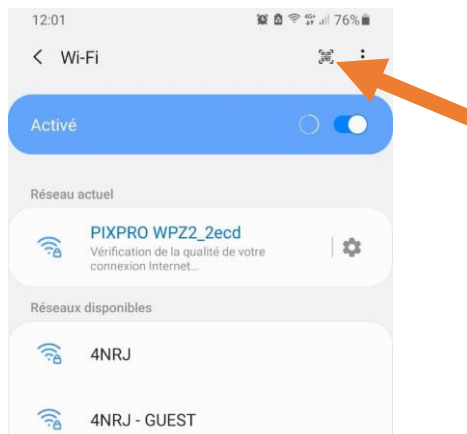 12:01 4G+ 76%
Wi-Fi
Activé
Réseau actuel
PIXPRO WPZ2_2ecd
Vérification de la qualité de votre
connexion Internet...
Réseaux disponibles
4NRJ
4NRJ - GUEST